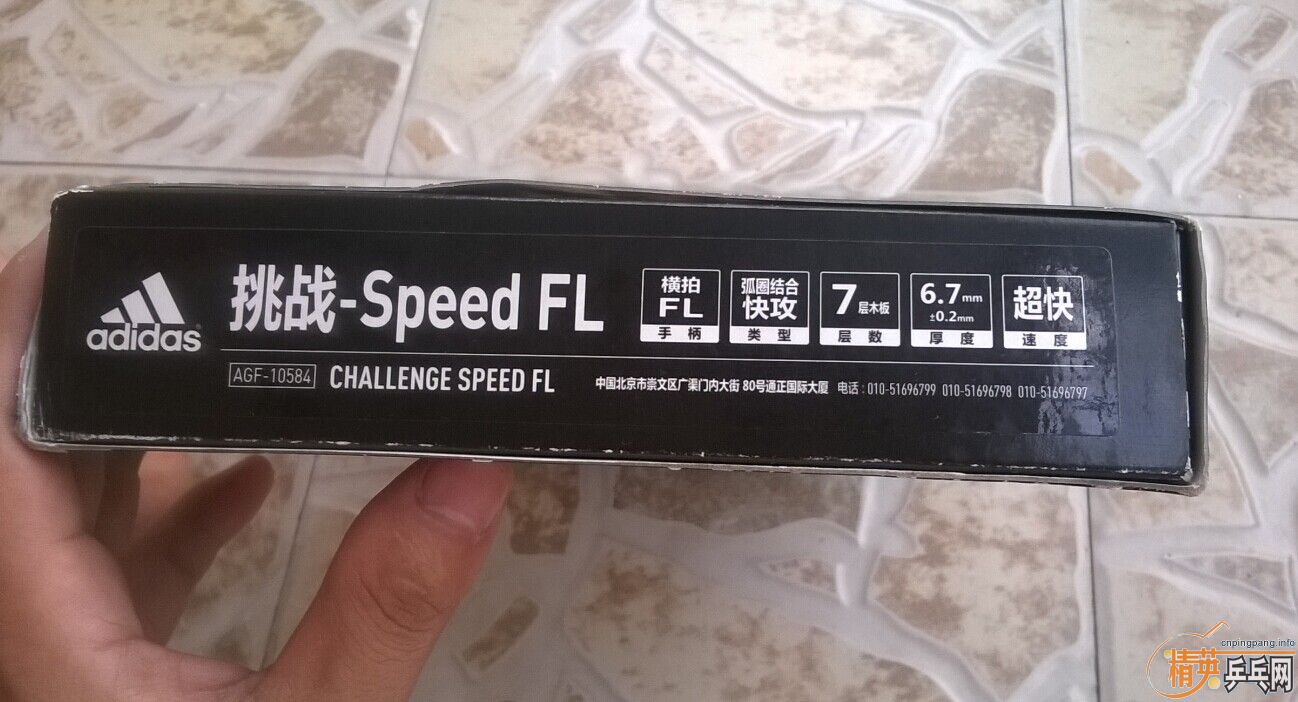 adidas
挑战-Speed FL
横拍
FL
手柄
弧圈结合
快攻
类型
7层木板
层数
6.7mm
±0.2mm
厚度
超快
速度
AGF-10584 CHALLENGE SPEED FL
中国北京市崇文区广渠门内大街 80号通正国际大厦 电话:010-51696799 010-51696798 010-51696797
cnpingpang.info
精英乒乓网